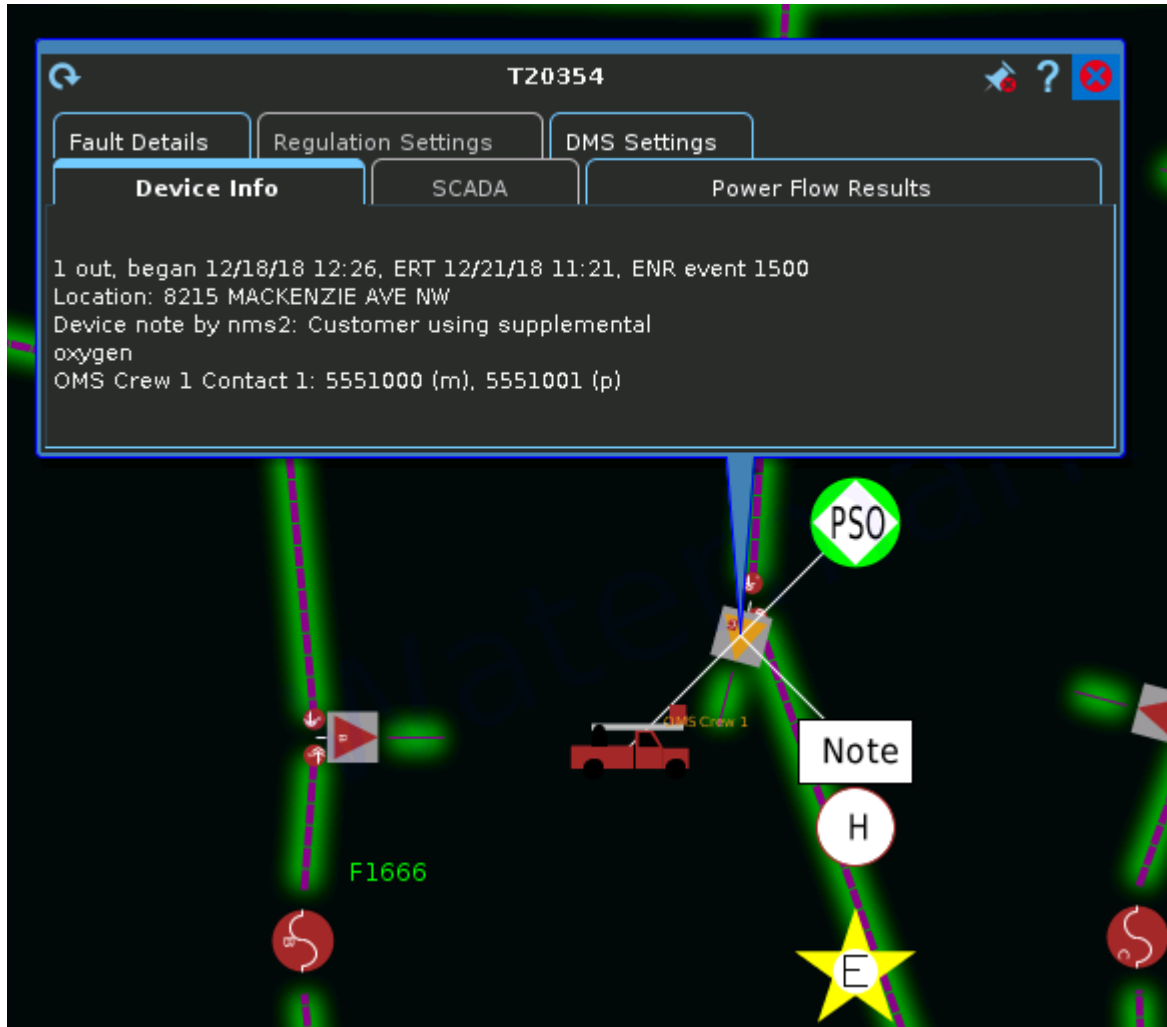 T20354
?
Fault Details
Regulation Settings
DMS Settings
Device Info
SCADA
Power Flow Results
1 out, began 12/18/18 12:26, ERT 12/21/18 11:21, ENR event 1500
Location: 8215 MACKENZIE AVE NW
Device note by nms2: Customer using supplemental
oxygen
OMS Crew 1 Contact 1: 5551000 (m), 5551001 (p)
PSO
OMS Crew 1
Note
H
F1666
E